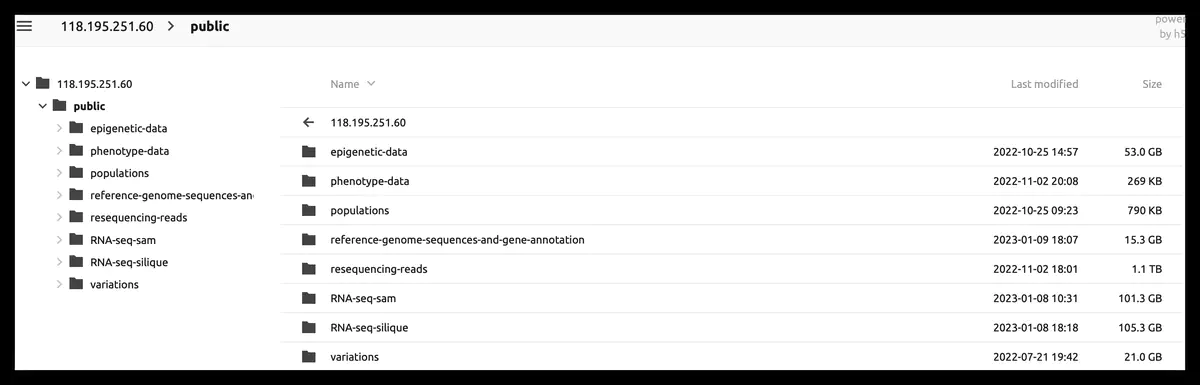 118.195.251.60 > public
power
by h5
118.195.251.60
public
epigenetic-data
phenotype-data
populations
reference-genome-sequences-an
resequencing-reads
RNA-seq-sam
RNA-seq-silique
variations
Name Last modified Size
118.195.251.60
epigenetic-data 2022-10-25 14:57 53.0 GB
phenotype-data 2022-11-02 20:08 269 KB
populations 2022-10-25 09:23 790 KB
reference-genome-sequences-and-gene-annotation 2023-01-09 18:07 15.3 GB
resequencing-reads 2022-11-02 18:01 1.1 TB
RNA-seq-sam 2023-01-08 10:31 101.3 GB
RNA-seq-silique 2023-01-08 18:18 105.3 GB
variations 2022-07-21 19:42 21.0 GB